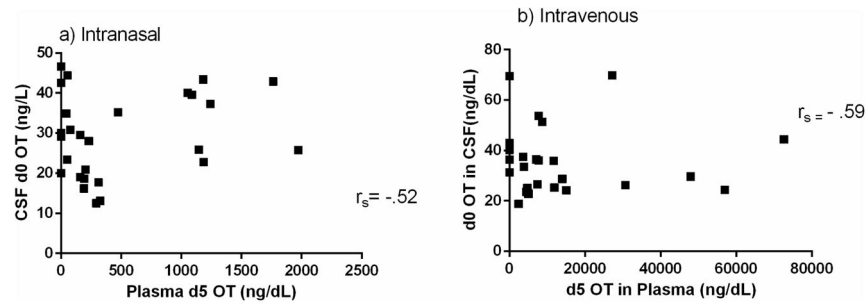 a) Intranasal
CSF d0 OT (ng/L)
50
40
30
20
10
0
0 500 1000 1500 2000 2500
Plasma d5 OT (ng/dL)
rs= -.52
b) Intravenous
d0 OT in CSF(ng/dL)
80
60
40
20
0
0 20000 40000 60000 80000
d5 OT in Plasma (ng/dL)
rs = - .59